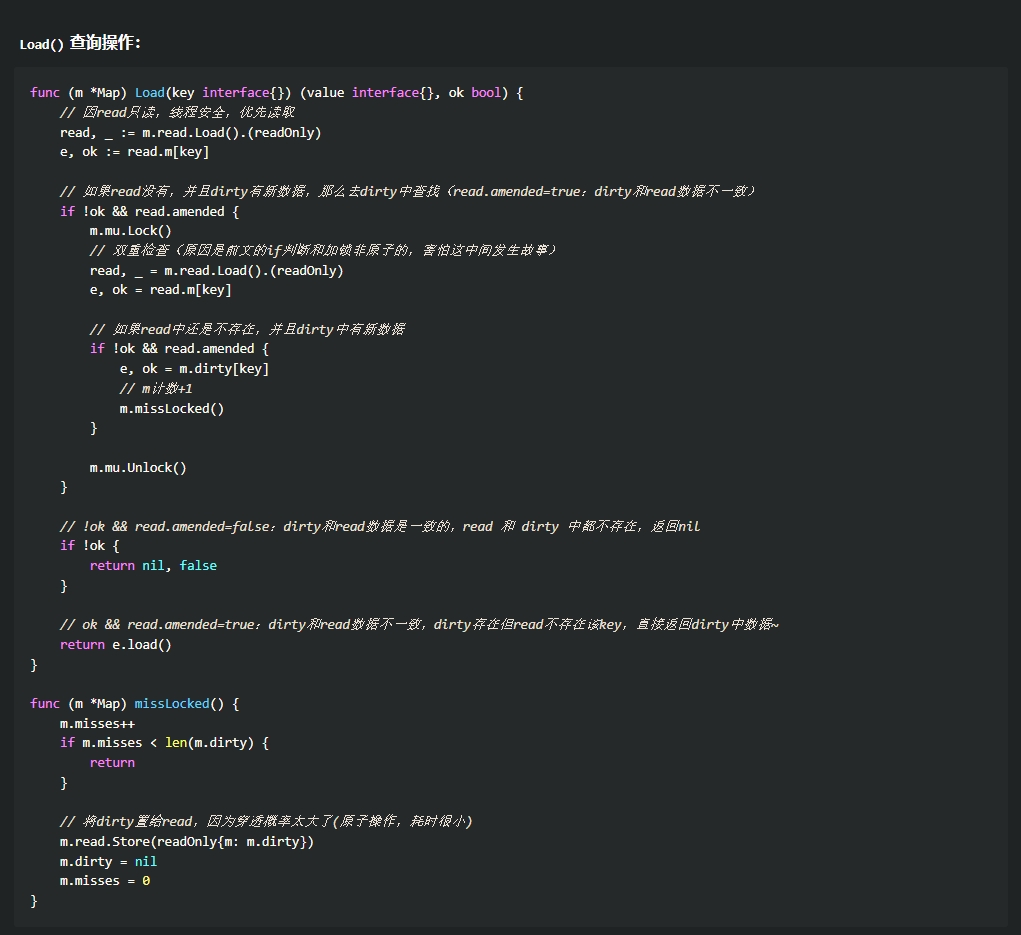 Load() 查询操作:
func (m *Map) Load(key interface{}) (value interface{}, ok bool) {
    // 因read只读，线程安全，优先读取
    read, _ := m.read.Load().(readOnly)
    e, ok := read.m[key]

    // 如果read没有，并且dirty有新数据，那么去dirty中查找（read.amended=true：dirty和read数据不一致）
    if !ok && read.amended {
        m.mu.Lock()
        // 双重检查（原因是前文的if判断和加锁非原子的，害怕这中间发生故事）
        read, _ = m.read.Load().(readOnly)
        e, ok = read.m[key]

        // 如果read中还是不存在，并且dirty中有新数据
        if !ok && read.amended {
            e, ok = m.dirty[key]
            // m计数+1
            m.missLocked()
        }

        m.mu.Unlock()
    }

    // !ok && read.amended=false：dirty和read数据是一致的，read 和 dirty 中都不存在，返回nil
    if !ok {
        return nil, false
    }

    // ok && read.amended=true：dirty和read数据不一致，dirty存在但read不存在该key，直接返回dirty中数据~
    return e.load()
}

func (m *Map) missLocked() {
    m.misses++
    if m.misses < len(m.dirty) {
        return
    }

    // 将dirty置给read，因为穿透概率太大了(原子操作，耗时很小)
    m.read.Store(readOnly{m: m.dirty})
    m.dirty = nil
    m.misses = 0
}